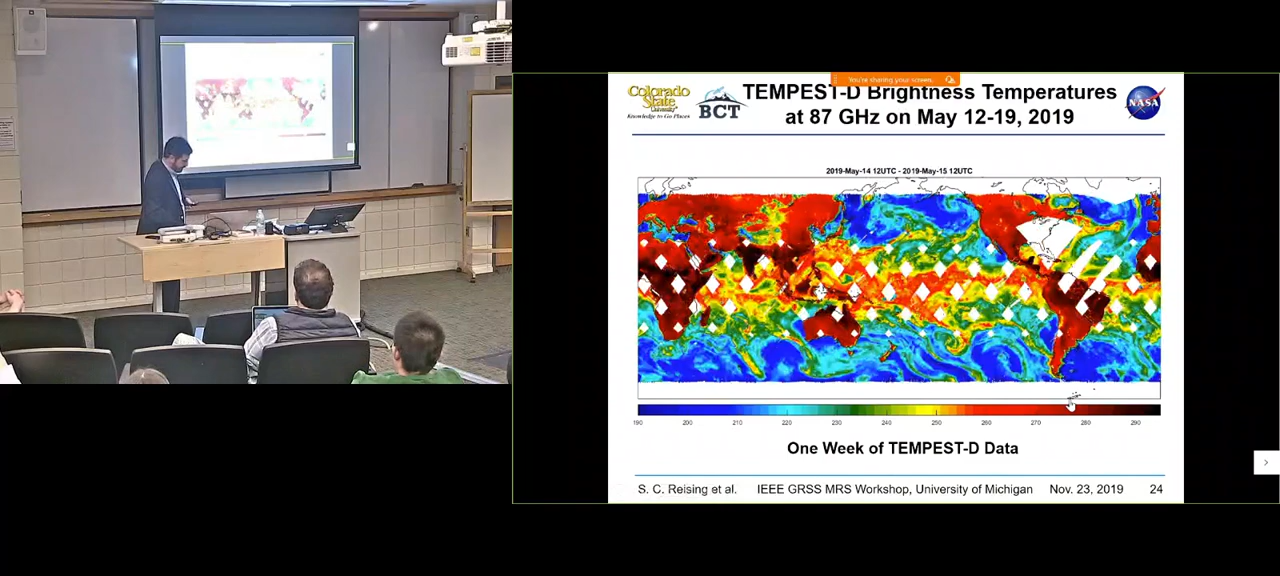 You're sharing your screen.
Colorado
State
University
Knowledge to Go Places
BCT
TEMPEST-D Brightness Temperatures
at 87 GHz on May 12-19, 2019
NASA
2019-May-14 12UTC - 2019-May-15 12UTC
190 200 210 220 230 240 250 260 270 280 290
One Week of TEMPEST-D Data
S. C. Reising et al. IEEE GRSS MRS Workshop, University of Michigan Nov. 23, 2019 24